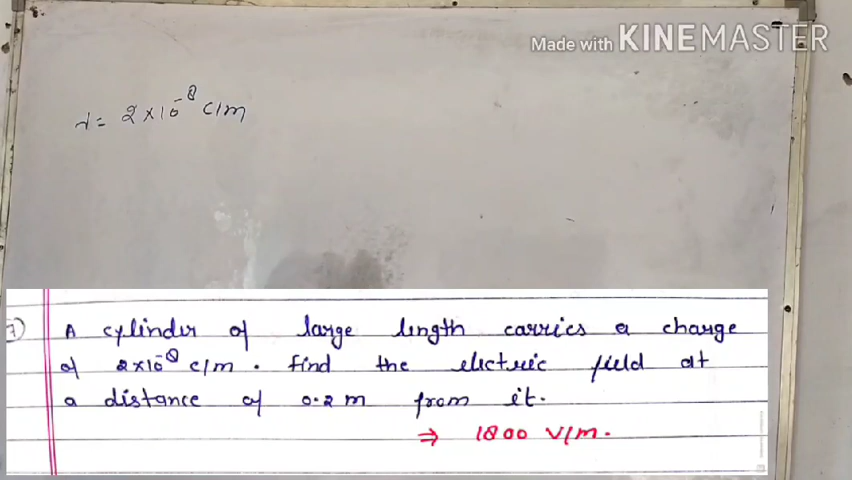 Made with KINEMASTER
λ = 2×10⁻⁸ C/m
7) A cylinder of large length carries a charge
of 2×10⁻⁸ c/m. find the electric field at
a distance of 0.2 m from it.
⇒ 1800 V/m.